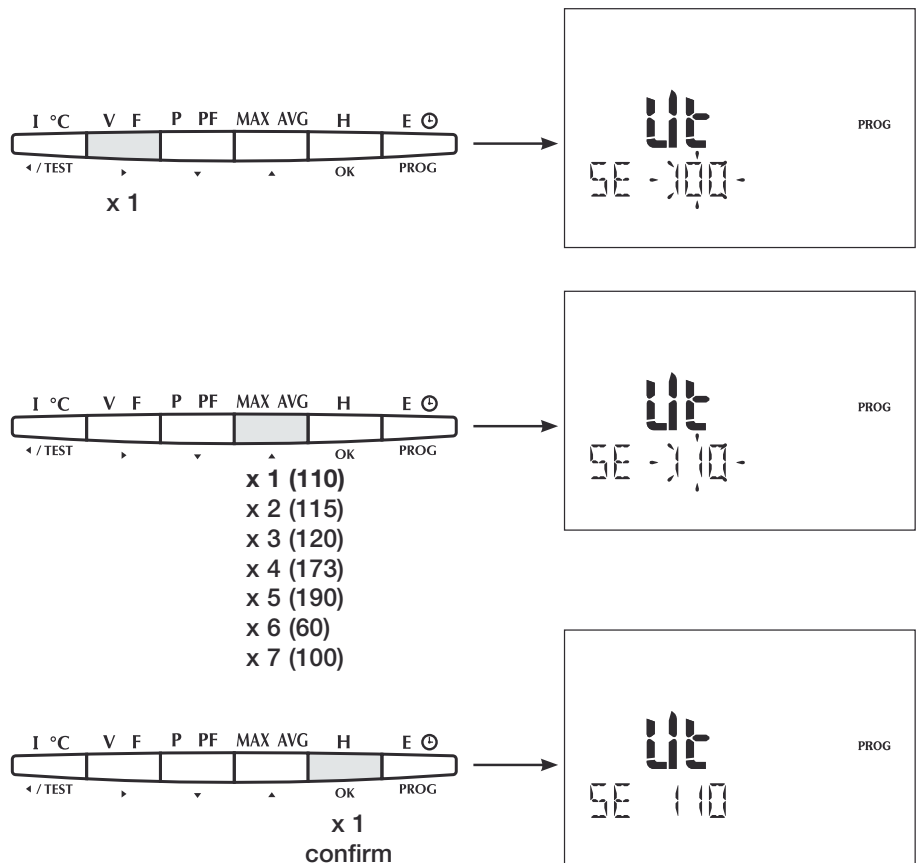 I °C V F P PF MAX AVG H E
/ TEST OK PROG
x 1
Ut PROG
SE 100
I °C V F P PF MAX AVG H E
/ TEST OK PROG
x 1 (110)
x 2 (115)
x 3 (120)
x 4 (173)
x 5 (190)
x 6 (60)
x 7 (100)
Ut PROG
SE 110
I °C V F P PF MAX AVG H E
/ TEST OK PROG
x 1
confirm
Ut PROG
SE 110